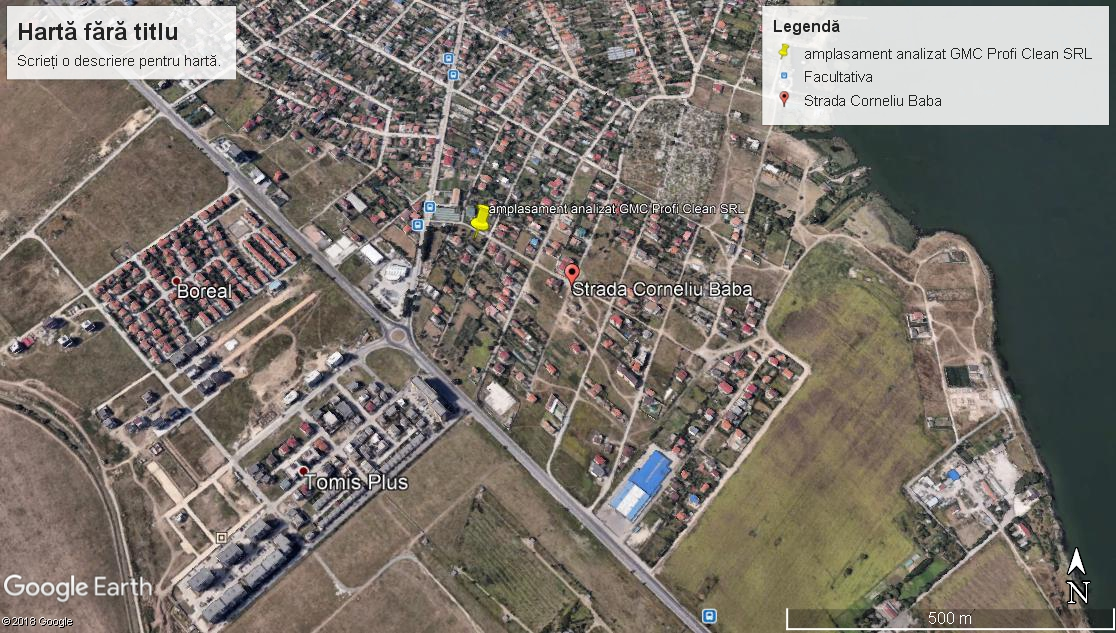 Hartă fără titlu
Scrieți o descriere pentru hartă.
Legendă
amplasament analizat GMC Profi Clean SRL
Facultativa
Strada Corneliu Baba
amplasament analizat GMC Profi Clean SRL
Boreal
Strada Corneliu Baba
Tomis Plus
Google Earth
©2018 Google
N
500 m